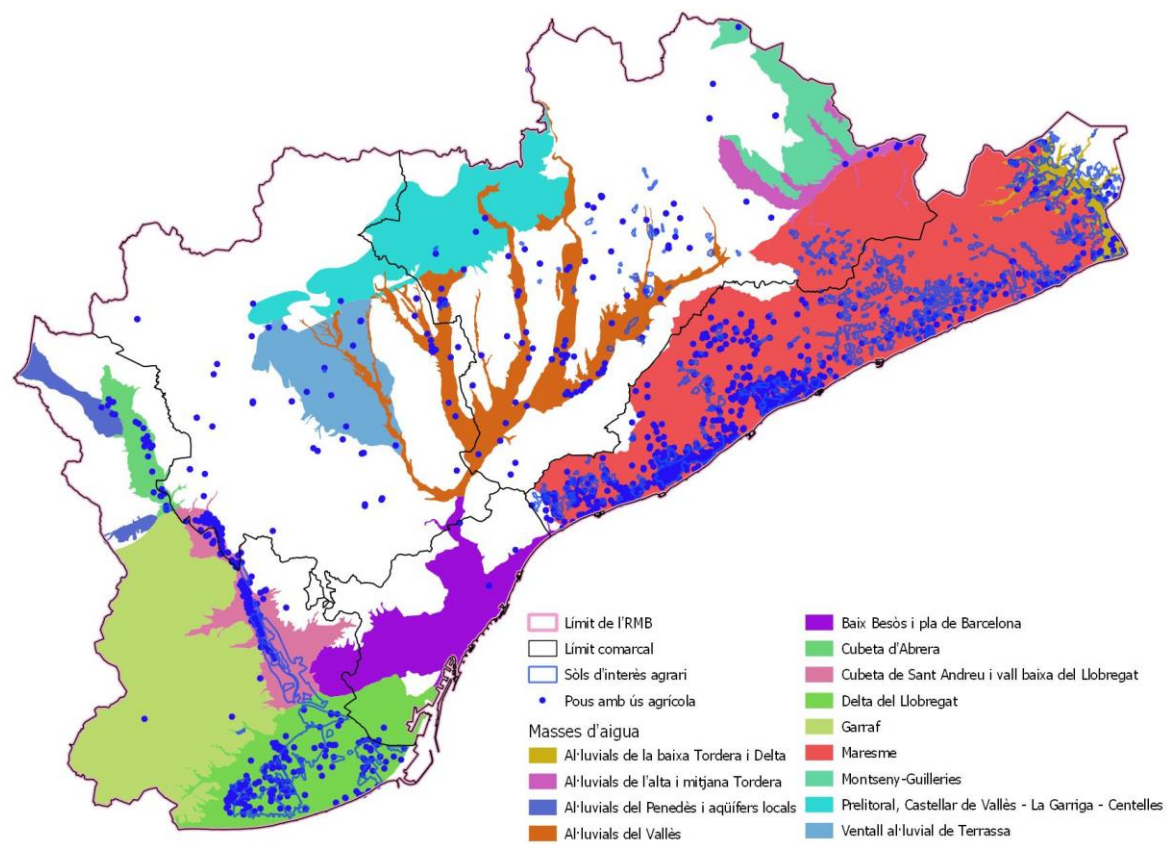 Límit de l'RMB
Límit comarcal
Sòls d'interès agrari
Pous amb ús agrícola
Masses d'aigua
Al·luvials de la baixa Tordera i Delta
Al·luvials de l'alta i mitjana Tordera
Al·luvials del Penedès i aqüífers locals
Al·luvials del Vallès
Baix Besòs i pla de Barcelona
Cubeta d'Abrera
Cubeta de Sant Andreu i vall baixa del Llobregat
Delta del Llobregat
Garraf
Maresme
Montseny-Guilleries
Prelitoral, Castellar de Vallès - La Garriga - Centelles
Ventall al·luvial de Terrassa